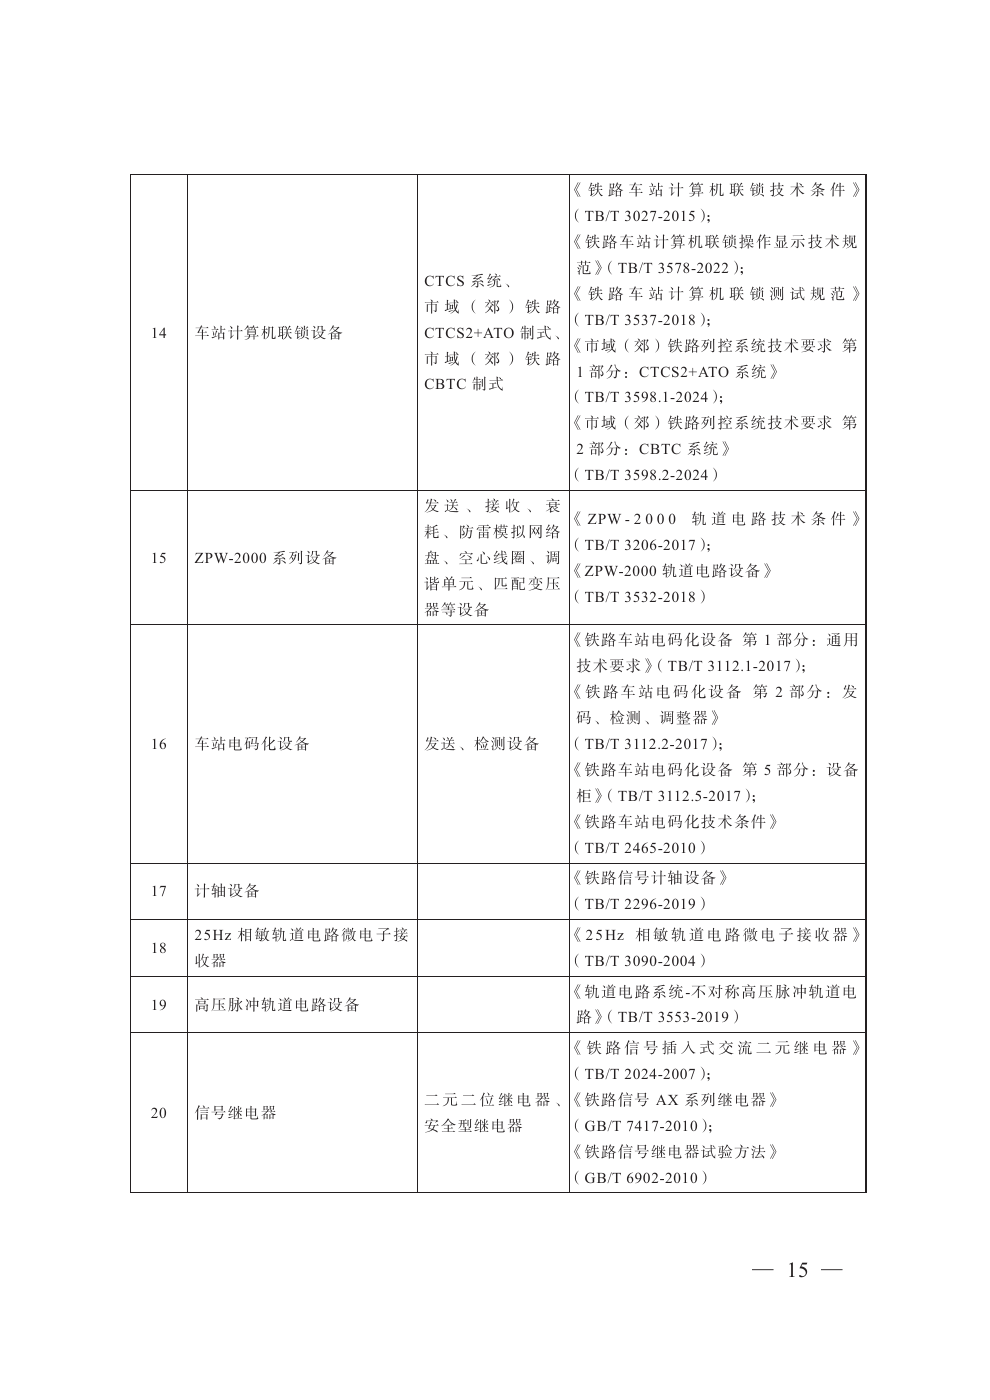 14
车站计算机联锁设备
CTCS 系统、
市域（郊）铁路
CTCS2+ATO 制式、
市域（郊）铁路
CBTC 制式
《铁路车站计算机联锁技术条件》
（TB/T 3027-2015）;
《铁路车站计算机联锁操作显示技术规
范》（TB/T 3578-2022）;
《铁路车站计算机联锁测试规范》
（TB/T 3537-2018）;
《市域（郊）铁路列控系统技术要求 第
1 部分：CTCS2+ATO 系统》
（TB/T 3598.1-2024）;
《市域（郊）铁路列控系统技术要求 第
2 部分：CBTC 系统》
（TB/T 3598.2-2024）
15
ZPW-2000 系列设备
发送、接收、衰
耗、防雷模拟网络
盘、空心线圈、调
谐单元、匹配变压
器等设备
《ZPW-2000 轨道电路技术条件》
（TB/T 3206-2017）;
《ZPW-2000 轨道电路设备》
（TB/T 3532-2018）
16
车站电码化设备
发送、检测设备
《铁路车站电码化设备 第 1 部分：通用
技术要求》（TB/T 3112.1-2017）;
《铁路车站电码化设备 第 2 部分：发
码、检测、调整器》
（TB/T 3112.2-2017）;
《铁路车站电码化设备 第 5 部分：设备
柜》（TB/T 3112.5-2017）;
《铁路车站电码化技术条件》
（TB/T 2465-2010）
17
计轴设备
《铁路信号计轴设备》
（TB/T 2296-2019）
18
25Hz 相敏轨道电路微电子接
收器
《25Hz 相敏轨道电路微电子接收器》
（TB/T 3090-2004）
19
高压脉冲轨道电路设备
《轨道电路系统-不对称高压脉冲轨道电
路》（TB/T 3553-2019）
20
信号继电器
二元二位继电器、
安全型继电器
《铁路信号插入式交流二元继电器》
（TB/T 2024-2007）;
《铁路信号 AX 系列继电器》
（GB/T 7417-2010）;
《铁路信号继电器试验方法》
（GB/T 6902-2010）
— 15 —